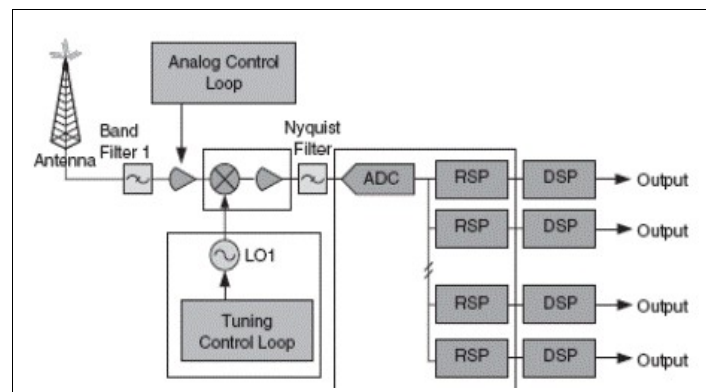 Analog Control
Loop
Band
Filter 1
Antenna
Nyquist
Filter
ADC
RSP
DSP
Output
RSP
DSP
Output
LO1
RSP
DSP
Output
Tuning
Control Loop
RSP
DSP
Output